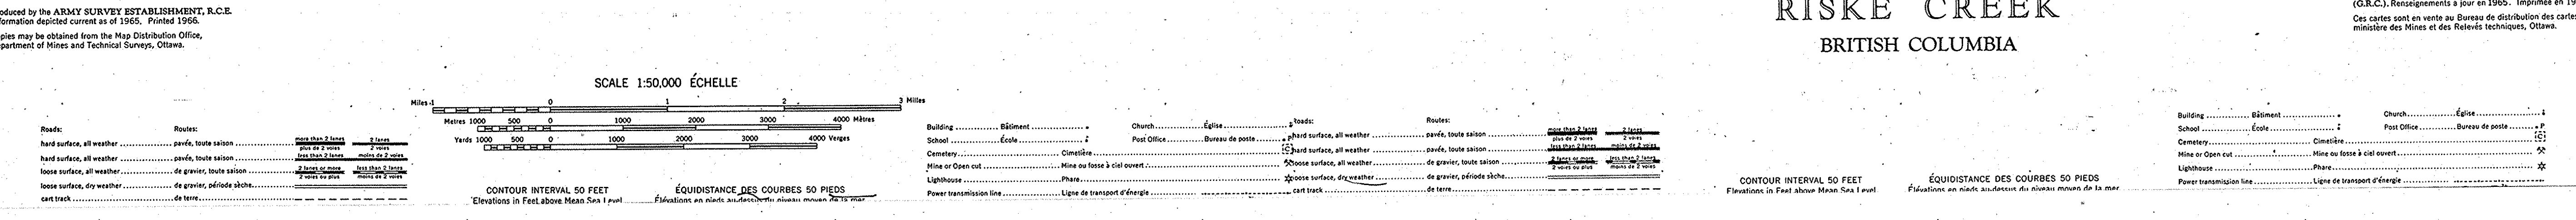 oduced by the ARMY SURVEY ESTABLISHMENT, R.C.E.
formation depicted current as of 1965. Printed 1966.
pies may be obtained from the Map Distribution Office,
partment of Mines and Technical Surveys, Ottawa.
Roads: Routes:
hard surface, all weather pavée, toute saison more than 2 lanes 2 lanes
plus de 2 voies 2 voies
hard surface, all weather pavée, toute saison less than 2 lanes moins de 2 voies
loose surface, all weather de gravier, toute saison 2 lanes or more less than 2 lanes
2 voies ou plus moins de 2 voies
loose surface, dry weather de gravier, période sèche
cart track de terre
SCALE 1:50,000 ÉCHELLE
Miles 1 0 1 2 3 Milles
Metres 1000 500 0 1000 2000 3000 4000 Mètres
Yards 1000 500 0 1000 2000 3000 4000 Verges
CONTOUR INTERVAL 50 FEET
Elevations in Feet above Mean Sea Level
ÉQUIDISTANCE DES COURBES 50 PIEDS
Élévations en pieds au-dessus du niveau moyen de la mer
Building Bâtiment Church Église
School École Post Office Bureau de poste P
Cemetery Cimetière C
Mine or Open cut Mine ou fosse à ciel ouvert
Lighthouse Phare
Power transmission line Ligne de transport d'énergie
Roads: Routes:
hard surface, all weather pavée, toute saison more than 2 lanes 2 lanes
plus de 2 voies 2 voies
hard surface, all weather pavée, toute saison less than 2 lanes moins de 2 voies
loose surface, all weather de gravier, toute saison 2 lanes or more less than 2 lanes
2 voies ou plus moins de 2 voies
loose surface, dry weather de gravier, période sèche
cart track de terre
RISKE CREEK
BRITISH COLUMBIA
CONTOUR INTERVAL 50 FEET
Elevations in Feet above Mean Sea Level
ÉQUIDISTANCE DES COURBES 50 PIEDS
Élévations en pieds au-dessus du niveau moyen de la mer
(G.R.C.). Renseignements à jour en 1965. Imprimée en 19
Ces cartes sont en vente au Bureau de distribution des cartes
ministère des Mines et des Relevés techniques, Ottawa.
Building Bâtiment Church Église
School École Post Office Bureau de poste P
Cemetery Cimetière C
Mine or Open cut Mine ou fosse à ciel ouvert
Lighthouse Phare
Power transmission line Ligne de transport d'énergie